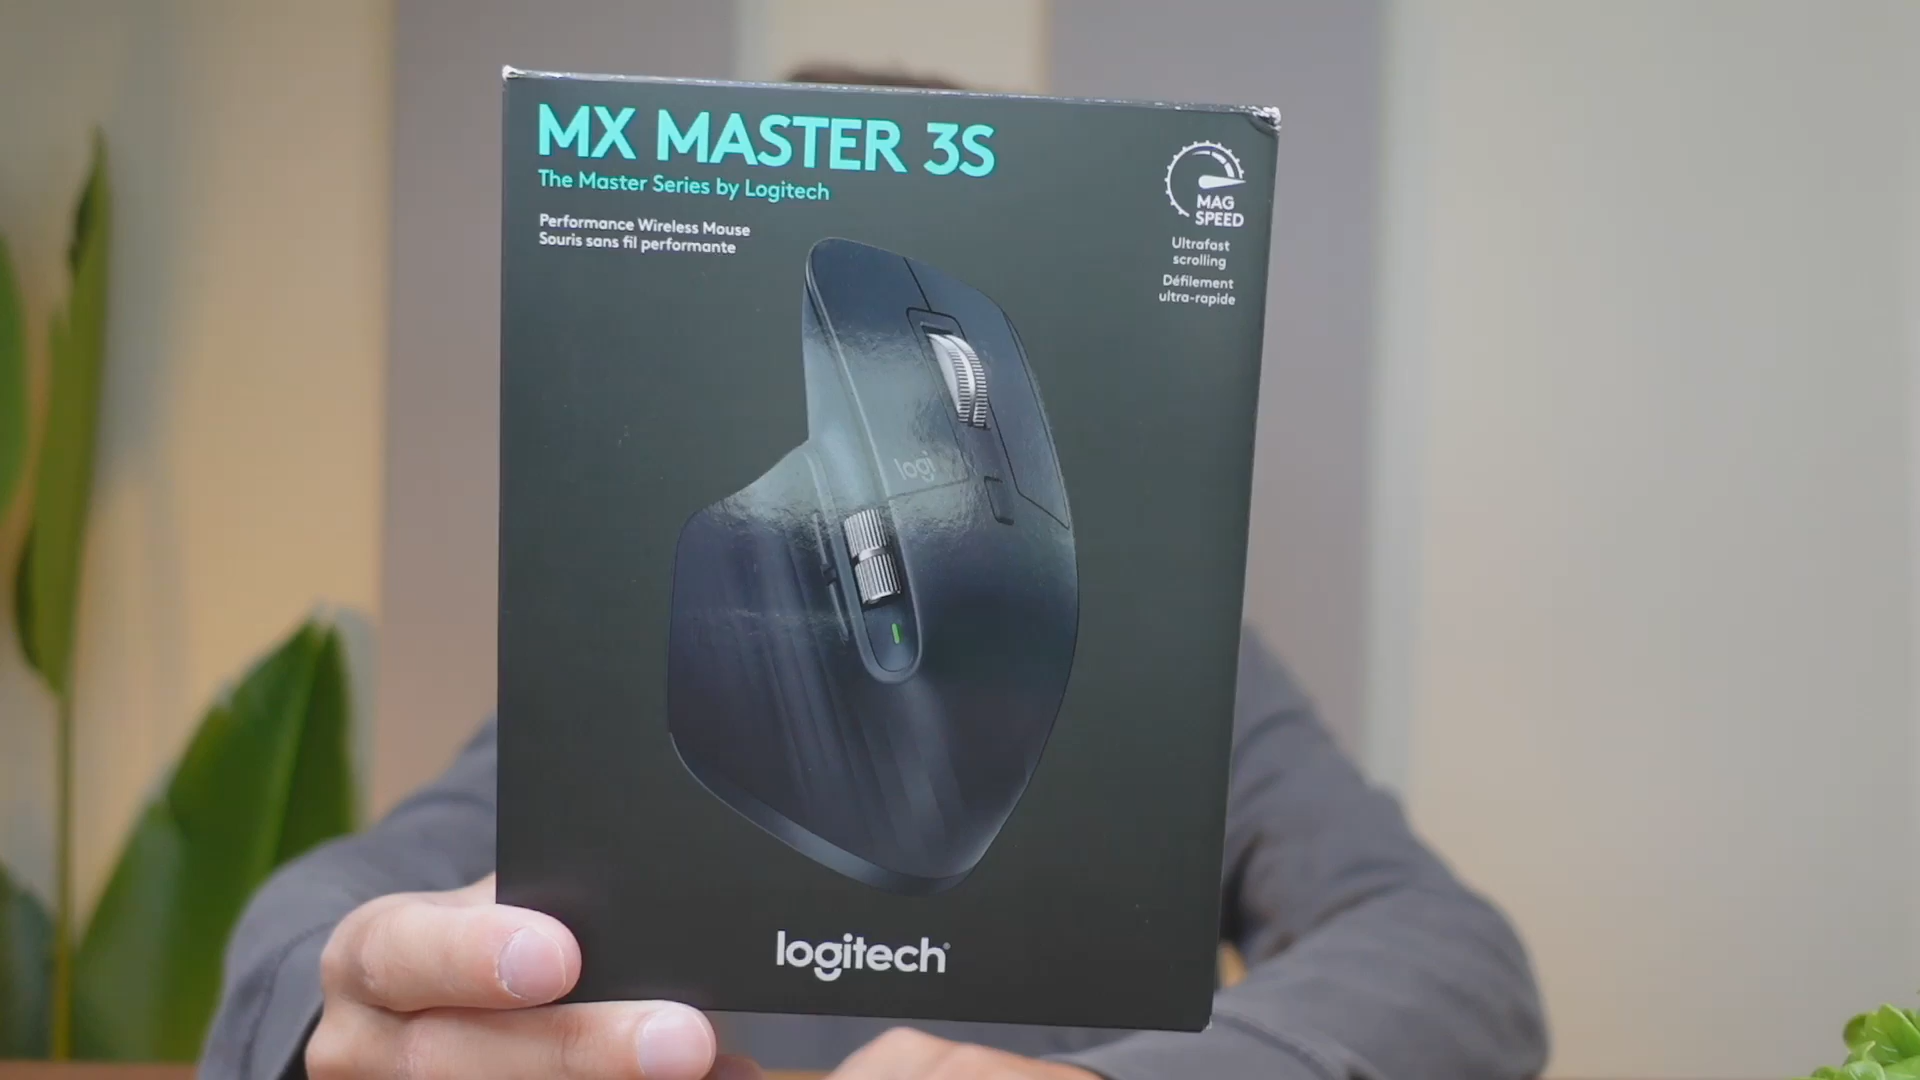 MX MASTER 3S
The Master Series by Logitech
Performance Wireless Mouse
Souris sans fil performante
MAG
SPEED
Ultrafast
scrolling
Défilement
ultra-rapide
logi
logitech®